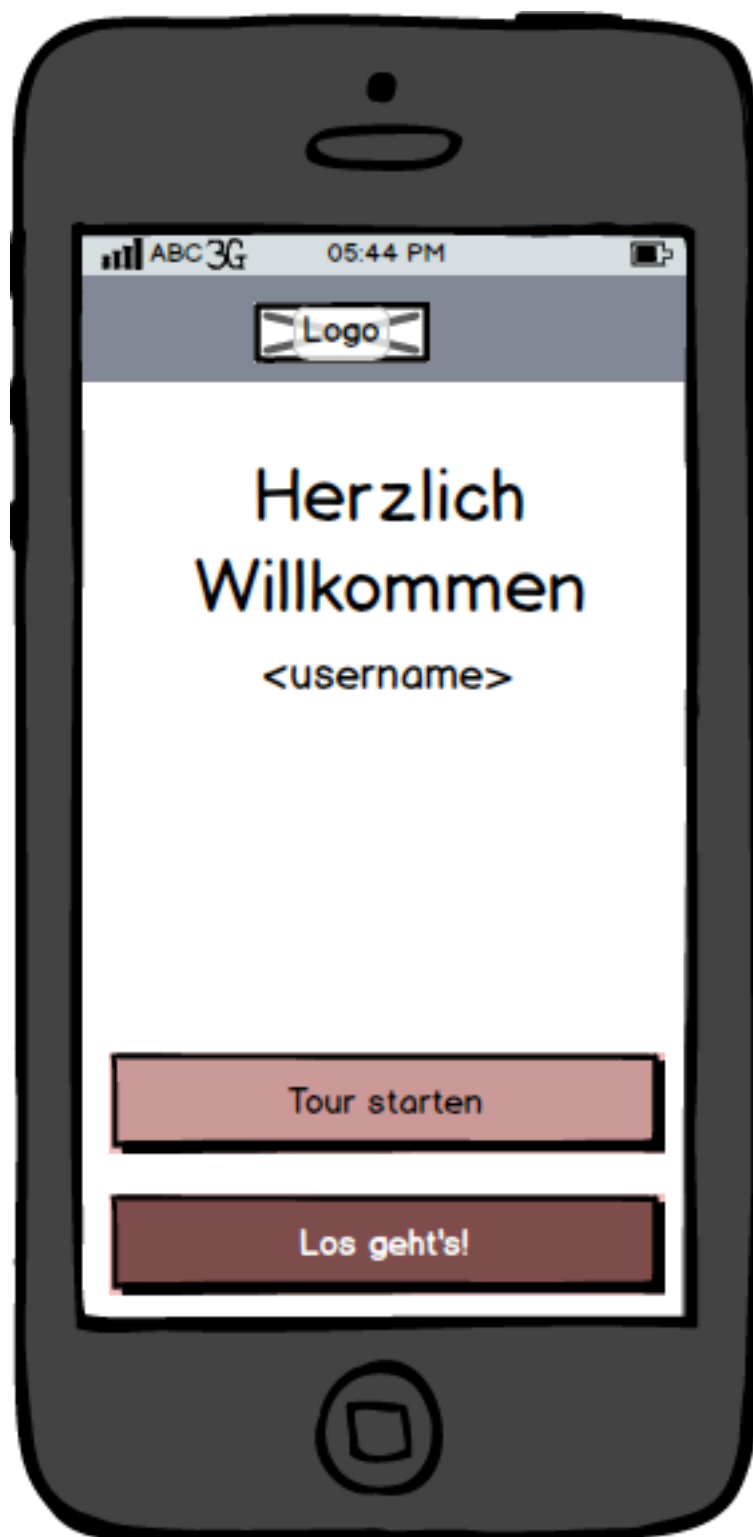 ABC 3G 05:44 PM
Logo
Herzlich
Willkommen
<username>
Tour starten
Los geht's!